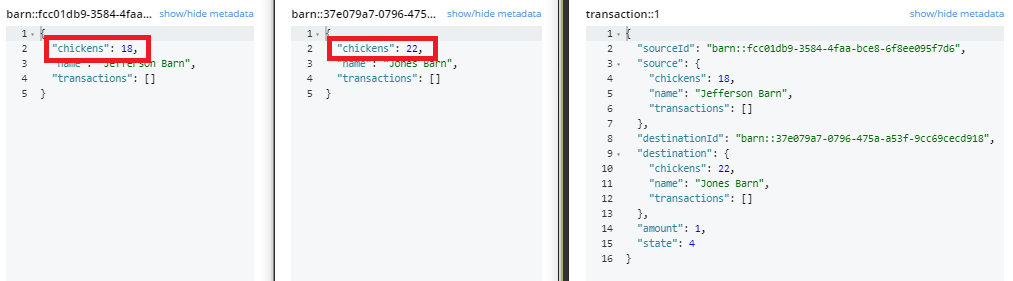 barn::fcc01db9-3584-4faa... show/hide metadata
1 {
2 "chickens": 18,
3 "name": "Jefferson Barn",
4 "transactions": []
5 }
barn::37e079a7-0796-475... show/hide metadata
1 {
2 "chickens": 22,
3 "name": "Jones Barn",
4 "transactions": []
5 }
transaction::1 show/hide metadata
1 {
2 "sourceId": "barn::fcc01db9-3584-4faa-bce8-6f8ee095f7d6",
3 "source": {
4 "chickens": 18,
5 "name": "Jefferson Barn",
6 "transactions": []
7 },
8 "destinationId": "barn::37e079a7-0796-475a-a53f-9cc69cecd918",
9 "destination": {
10 "chickens": 22,
11 "name": "Jones Barn",
12 "transactions": []
13 },
14 "amount": 1,
15 "state": 4
16 }